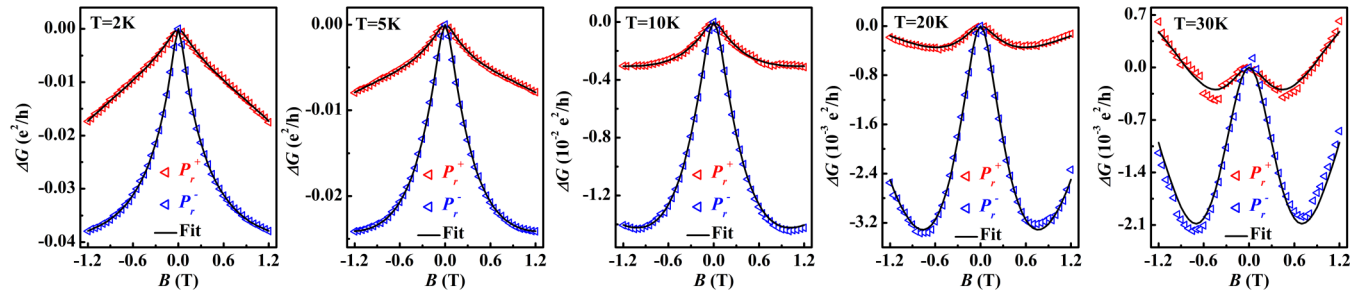 T=2K
0.00
-0.01
-0.02
-0.03
-0.04
ΔG (e²/h)
P_r^+
P_r^-
Fit
-1.2 -0.6 0.0 0.6 1.2
B (T)
T=5K
0.00
-0.01
-0.02
ΔG (e²/h)
P_r^+
P_r^-
Fit
-1.2 -0.6 0.0 0.6 1.2
B (T)
T=10K
0.0
-0.4
-0.8
-1.2
ΔG (10⁻² e²/h)
P_r^+
P_r^-
Fit
-1.2 -0.6 0.0 0.6 1.2
B (T)
T=20K
0.0
-0.8
-1.6
-2.4
-3.2
ΔG (10⁻³ e²/h)
P_r^+
P_r^-
Fit
-1.2 -0.6 0.0 0.6 1.2
B (T)
T=30K
0.7
0.0
-0.7
-1.4
-2.1
ΔG (10⁻³ e²/h)
P_r^+
P_r^-
Fit
-1.2 -0.6 0.0 0.6 1.2
B (T)